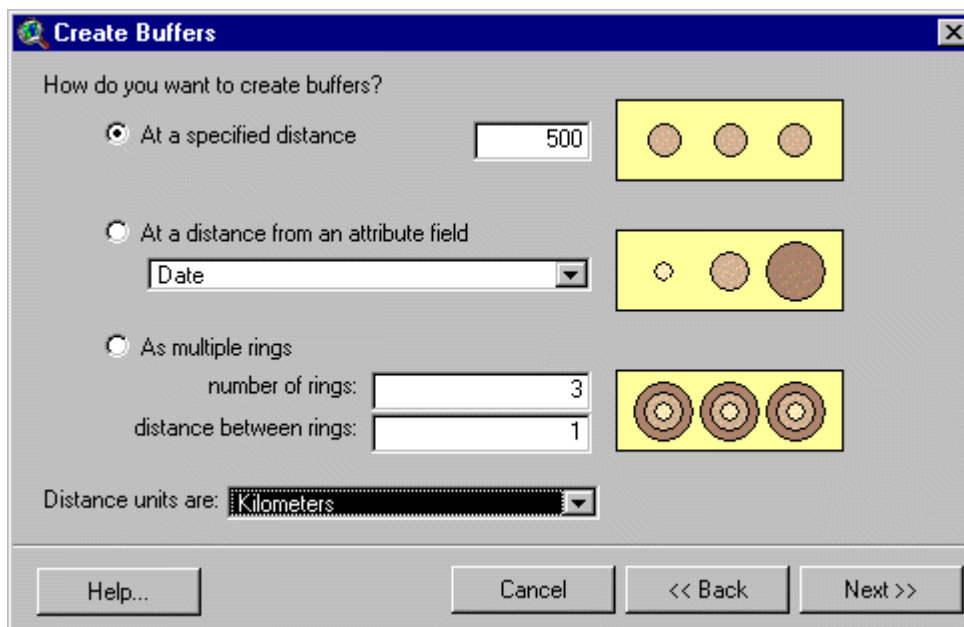 Create Buffers
How do you want to create buffers?
At a specified distance 500
At a distance from an attribute field
Date
As multiple rings
number of rings: 3
distance between rings: 1
Distance units are: Kilometers
Help... Cancel << Back Next >>